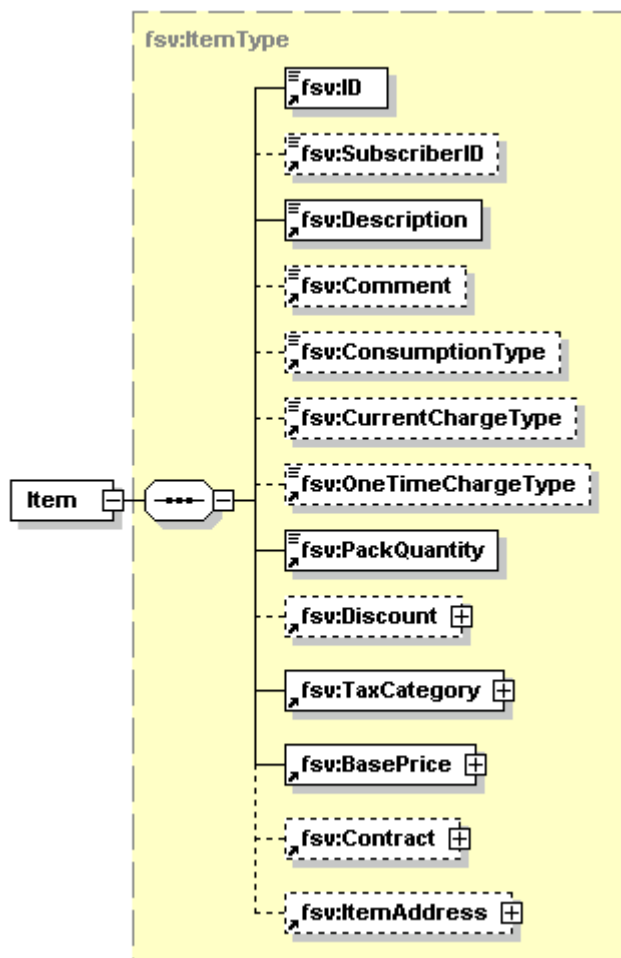 fsv:ItemType
fsv:ID
fsv:SubscriberID
fsv:Description
fsv:Comment
fsv:ConsumptionType
fsv:CurrentChargeType
fsv:OneTimeChargeType
Item
fsv:PackQuantity
fsv:Discount
fsv:TaxCategory
fsv:BasePrice
fsv:Contract
fsv:ItemAddress